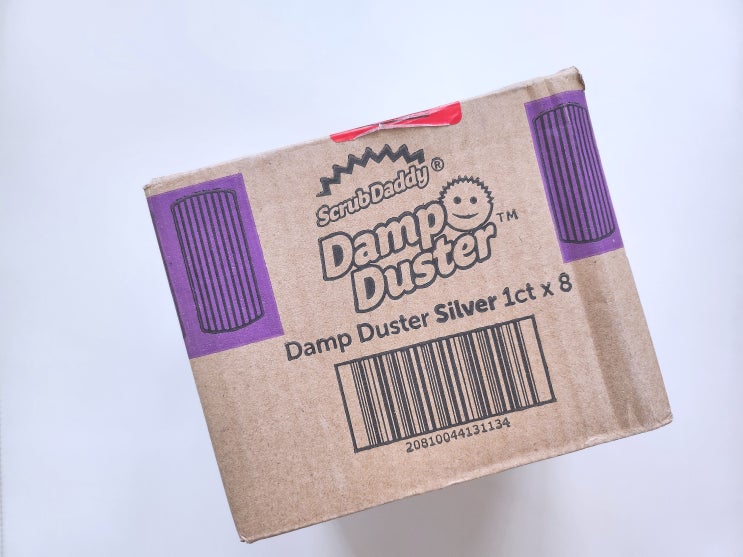 ScrubDaddy®
Damp
Duster™
Damp Duster Silver 1ct x 8
20810044131134